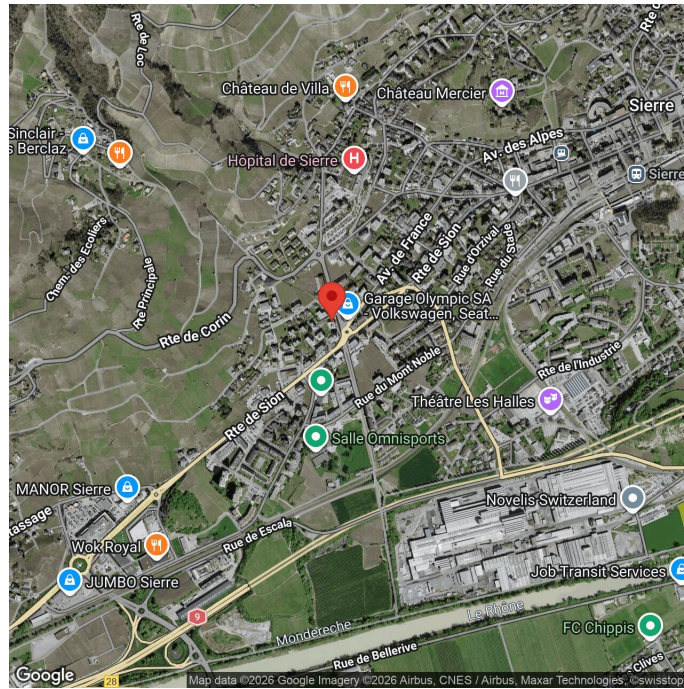 Rte de Loc
Château de Villa
Château Mercier
Rte d
Sierre
Sinclair -
s Berclaz
Av. des Alpes
Hôpital de Sierre
Sierre
Chem. des Ecoliers
Rte Principale
Av. de France
Rte de Sion
Rue d'Orzival
Rue du Stade
Rte de Corin
Garage Olympic SA
- Volkswagen, Seat...
Rue du Mont Noble
Rte de l'Industrie
Rte de Sion
Théâtre Les Halles
Salle Omnisports
MANOR Sierre
Novelis Switzerland
tassage
Rue de Escala
Wok Royal
JUMBO Sierre
Job Transit Services
9
Le Rhône
Mondereche
FC Chippis
Rue de Bellerive
Clives
Google
28
Map data ©2026 Google Imagery ©2026 Airbus, CNES / Airbus, Maxar Technologies, ©swisstop